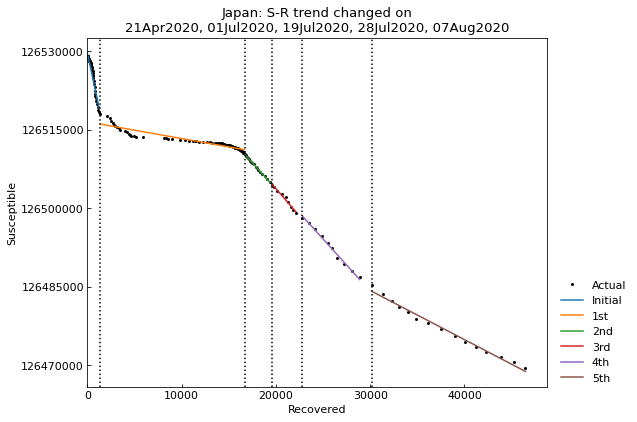 Japan: S-R trend changed on
21Apr2020, 01Jul2020, 19Jul2020, 28Jul2020, 07Aug2020
126530000
126515000
126500000
126485000
126470000
Susceptible
0 10000 20000 30000 40000
Recovered
Actual
Initial
1st
2nd
3rd
4th
5th